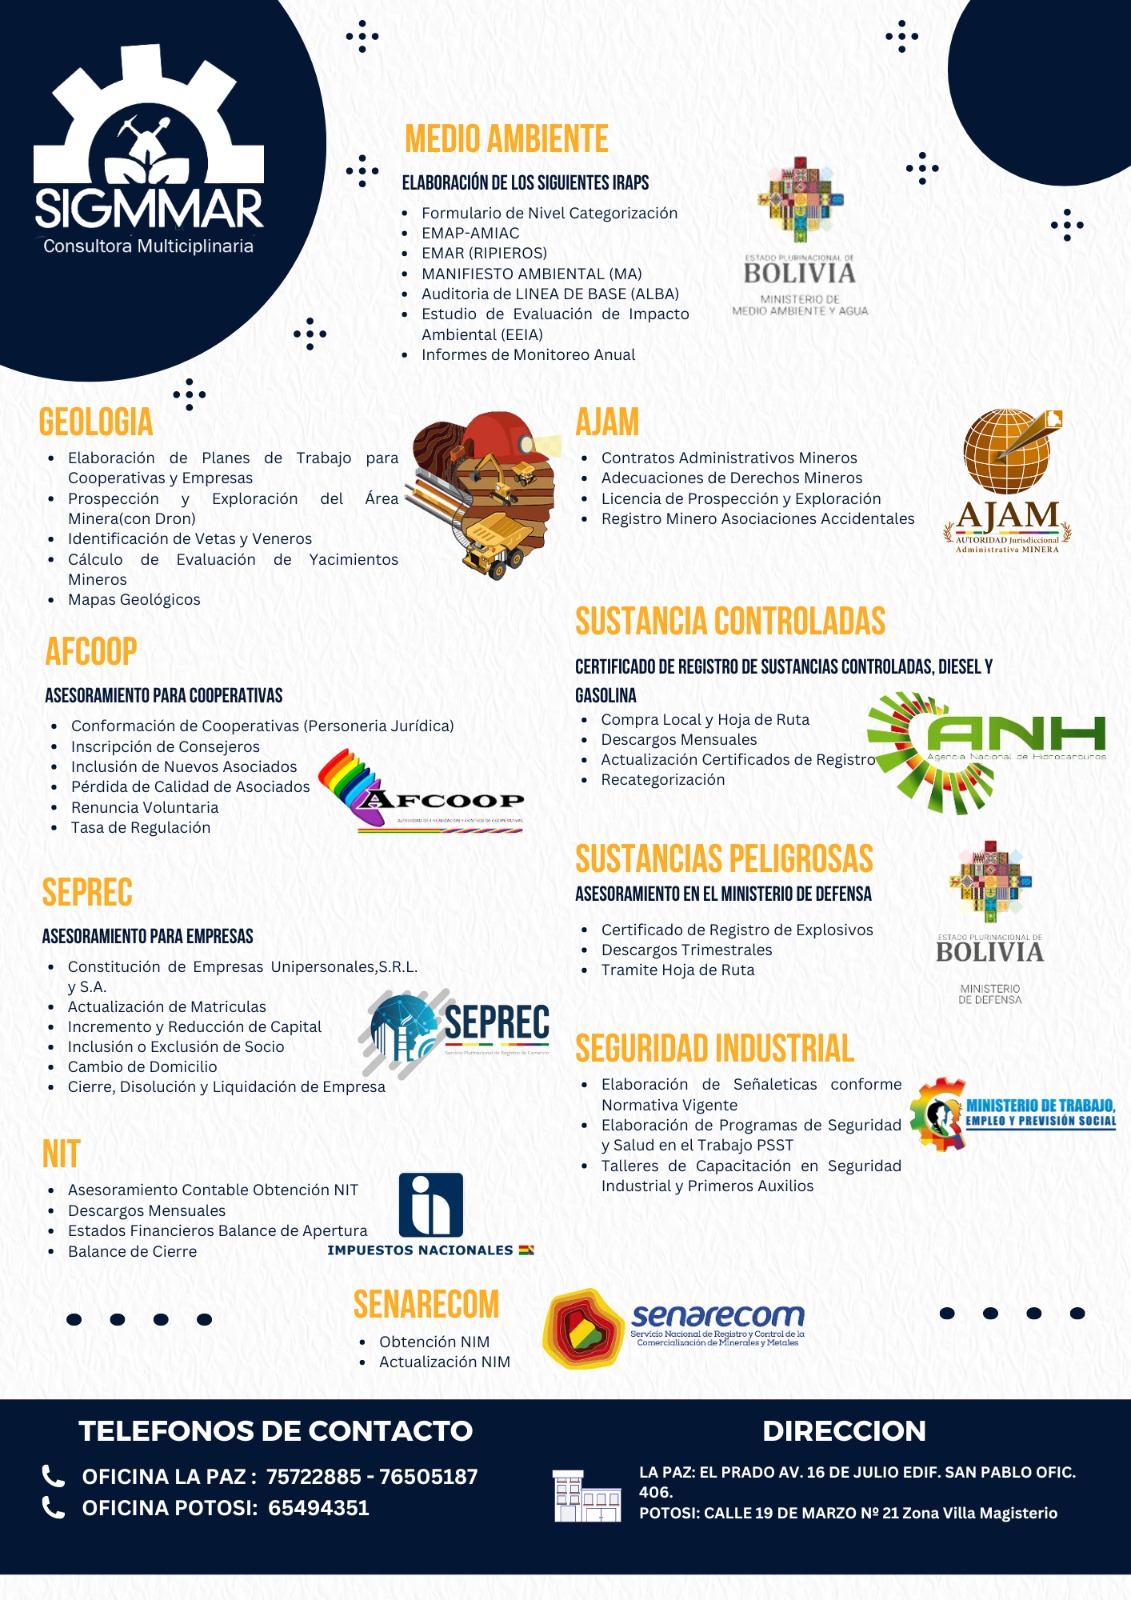 SIGMMAR
Consultora Multiciplinaria
MEDIO AMBIENTE
ELABORACIÓN DE LOS SIGUIENTES IRAPS
• Formulario de Nivel Categorización
• EMAP-AMIAC
• EMAR (RIPIEROS)
• MANIFIESTO AMBIENTAL (MA)
• Auditoria de LINEA DE BASE (ALBA)
• Estudio de Evaluación de Impacto
Ambiental (EEIA)
• Informes de Monitoreo Anual
ESTADO PLURINACIONAL DE
BOLIVIA
MINISTERIO DE
MEDIO AMBIENTE Y AGUA
GEOLOGIA
• Elaboración de Planes de Trabajo para
Cooperativas y Empresas
• Prospección y Exploración del Área
Minera(con Dron)
• Identificación de Vetas y Veneros
• Cálculo de Evaluación de Yacimientos
Mineros
• Mapas Geológicos
AJAM
• Contratos Administrativos Mineros
• Adecuaciones de Derechos Mineros
• Licencia de Prospección y Exploración
• Registro Minero Asociaciones Accidentales
AJAM
AUTORIDAD Jurisdiccional
Administrativa MINERA
AFCOOP
ASESORAMIENTO PARA COOPERATIVAS
• Conformación de Cooperativas (Personeria Jurídica)
• Inscripción de Consejeros
• Inclusión de Nuevos Asociados
• Pérdida de Calidad de Asociados
• Renuncia Voluntaria
• Tasa de Regulación
AFCOOP
SUSTANCIA CONTROLADAS
CERTIFICADO DE REGISTRO DE SUSTANCIAS CONTROLADAS, DIESEL Y
GASOLINA
• Compra Local y Hoja de Ruta
• Descargos Mensuales
• Actualización Certificados de Registro
• Recategorización
ANH
Agencia Nacional de Hidrocarburos
SEPREC
ASESORAMIENTO PARA EMPRESAS
• Constitución de Empresas Unipersonales,S.R.L.
y S.A.
• Actualización de Matriculas
• Incremento y Reducción de Capital
• Inclusión o Exclusión de Socio
• Cambio de Domicilio
• Cierre, Disolución y Liquidación de Empresa
SEPREC
Servicio Plurinacional de Registro de Comercio
SUSTANCIAS PELIGROSAS
ASESORAMIENTO EN EL MINISTERIO DE DEFENSA
• Certificado de Registro de Explosivos
• Descargos Trimestrales
• Tramite Hoja de Ruta
ESTADO PLURINACIONAL DE
BOLIVIA
MINISTERIO
DE DEFENSA
SEGURIDAD INDUSTRIAL
• Elaboración de Señaleticas conforme
Normativa Vigente
• Elaboración de Programas de Seguridad
y Salud en el Trabajo PSST
• Talleres de Capacitación en Seguridad
Industrial y Primeros Auxilios
MINISTERIO DE TRABAJO,
EMPLEO Y PREVISIÓN SOCIAL
NIT
• Asesoramiento Contable Obtención NIT
• Descargos Mensuales
• Estados Financieros Balance de Apertura
• Balance de Cierre
IMPUESTOS NACIONALES
SENARECOM
• Obtención NIM
• Actualización NIM
senarecom
Servicio Nacional de Registro y Control de la
Comercialización de Minerales y Metales
TELEFONOS DE CONTACTO
OFICINA LA PAZ : 75722885 - 76505187
OFICINA POTOSI: 65494351
DIRECCION
LA PAZ: EL PRADO AV. 16 DE JULIO EDIF. SAN PABLO OFIC.
406.
POTOSI: CALLE 19 DE MARZO Nº 21 Zona Villa Magisterio